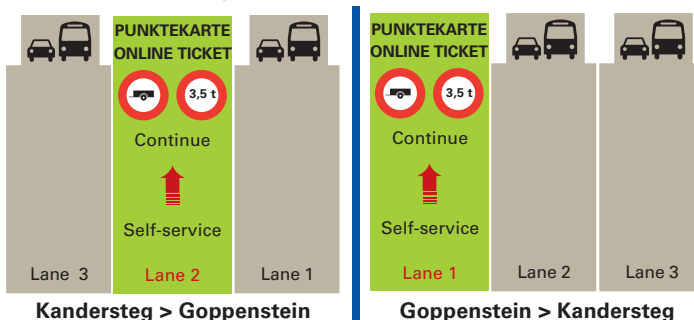 PUNKTEKARTE
ONLINE TICKET
3,5 t
Continue
Self-service
Lane 3
Lane 2
Lane 1
Kandersteg > Goppenstein
PUNKTEKARTE
ONLINE TICKET
3,5 t
Continue
Self-service
Lane 1
Lane 2
Lane 3
Goppenstein > Kandersteg